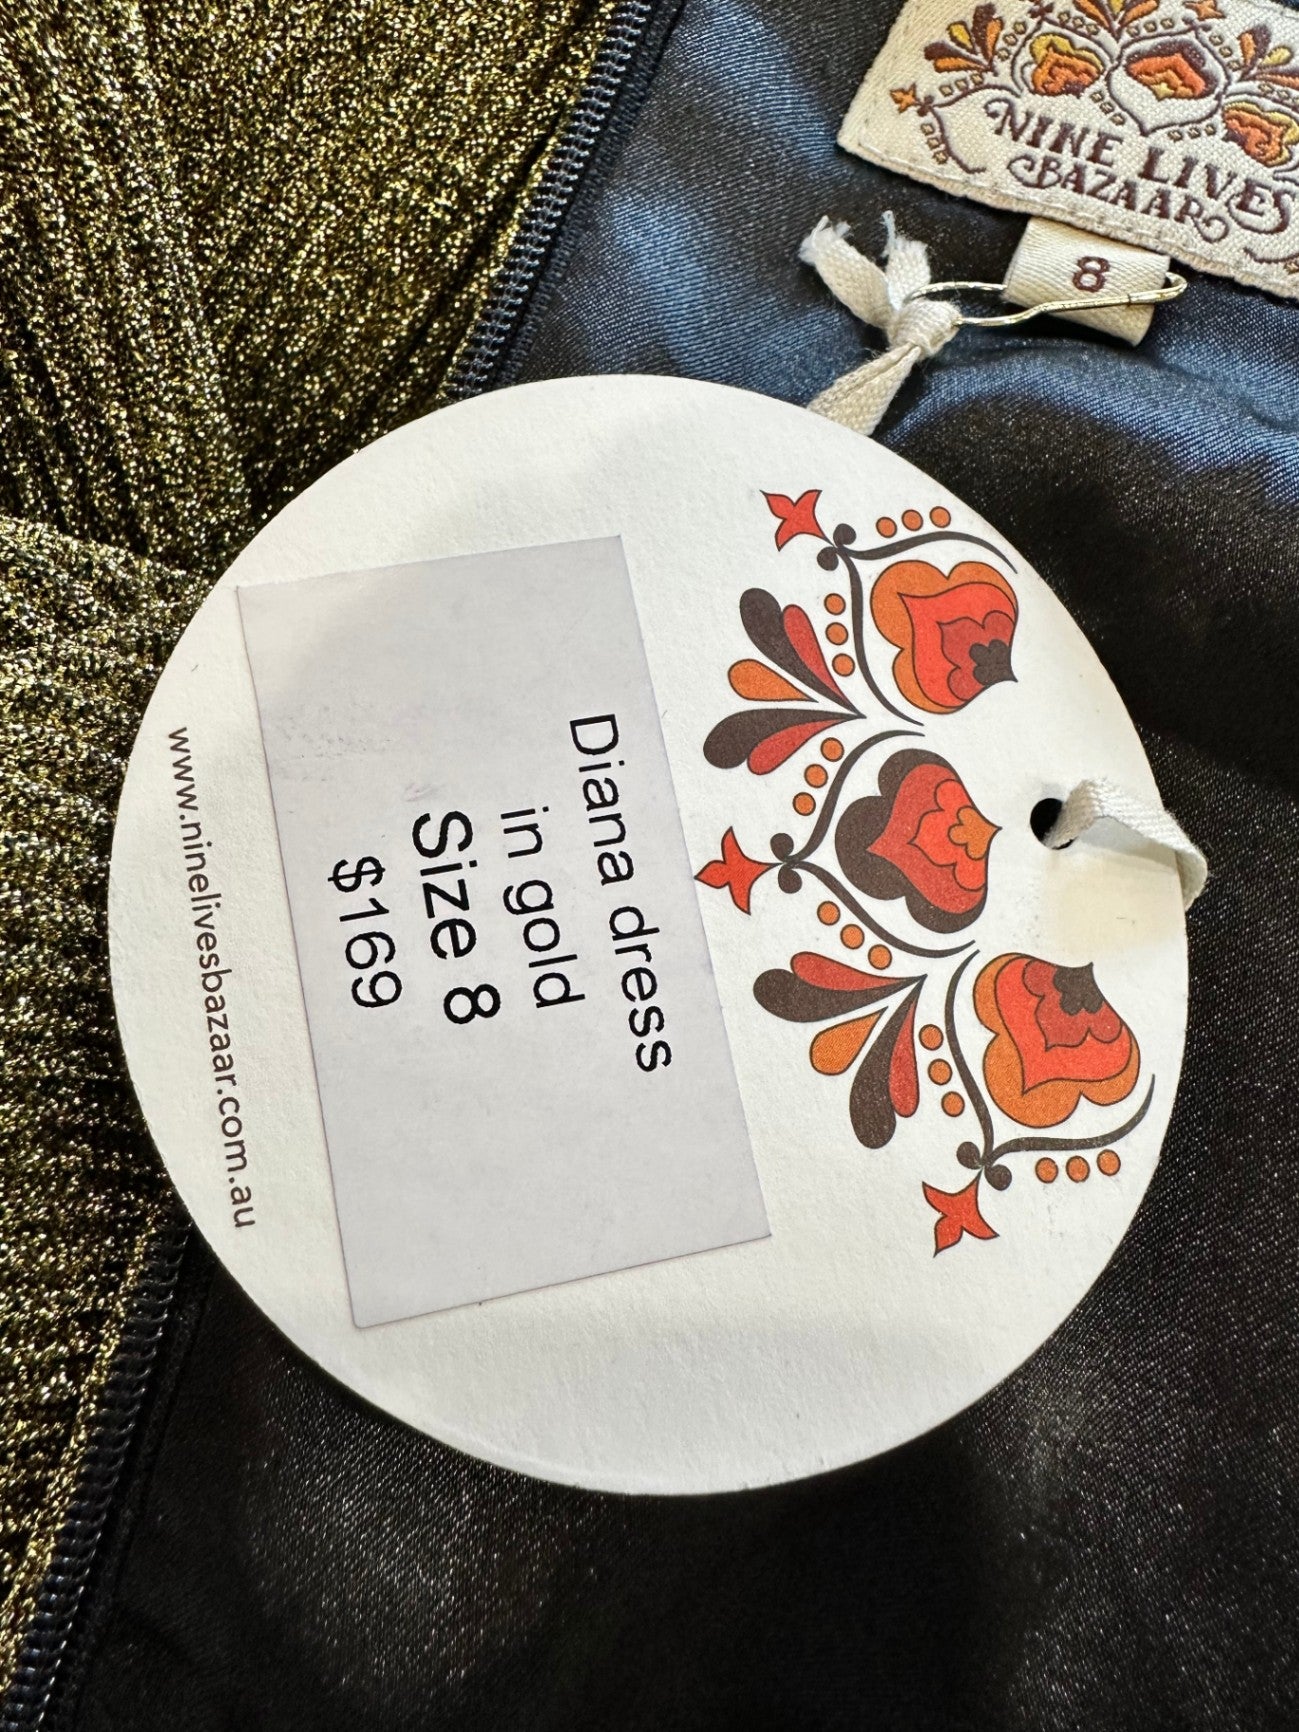 NINE LIVES
BAZAAR
8
Diana dress
in gold
Size 8
$169
www.ninelivesbazaar.com.au